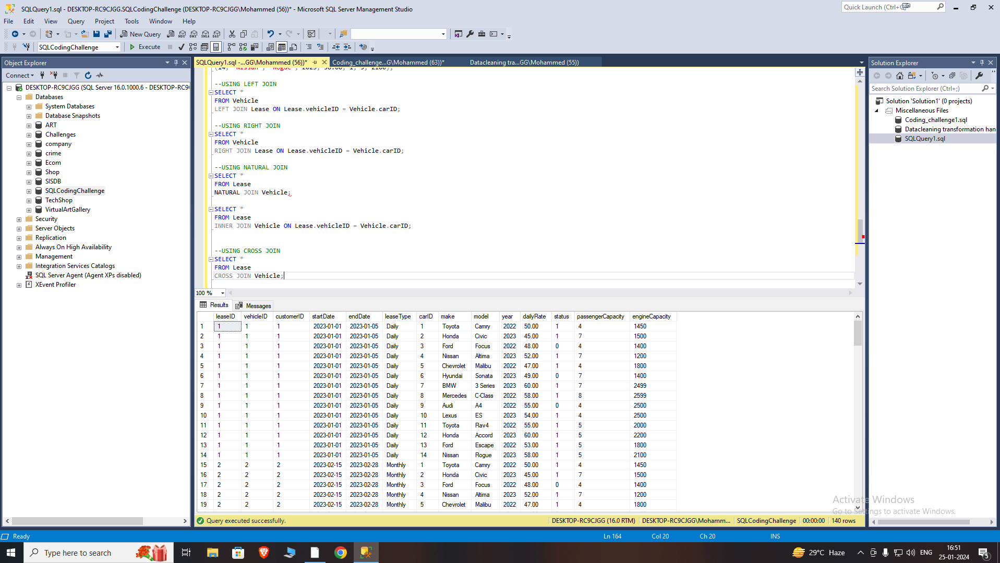 SQLQuery1.sql - DESKTOP-RC9CJGG.SQLCodingChallenge (DESKTOP-RC9CJGG\Mohammed (56))* - Microsoft SQL Server Management Studio
Quick Launch (Ctrl+Q)
File Edit View Query Project Tools Window Help
New Query MDX DMX XMLA DAX
SQLCodingChallenge Execute
Object Explorer
Connect
DESKTOP-RC9CJGG (SQL Server 16.0.1000.6 - DESKTOP-RC9
Databases
System Databases
Database Snapshots
ART
Challenges
company
crime
Ecom
Shop
SISDB
SQLCodingChallenge
TechShop
VirtualArtGallery
Security
Server Objects
Replication
Always On High Availability
Management
Integration Services Catalogs
SQL Server Agent (Agent XPs disabled)
XEvent Profiler
SQLQuery1.sql -...GG\Mohammed (56))* Coding_challenge...G\Mohammed (63))* Datacleaning tra...GG\Mohammed (55))
(14, 'Nissan', 'Rogue', 2023, 58.00, 1, 5, 2100);
--USING LEFT JOIN
SELECT *
FROM Vehicle
LEFT JOIN Lease ON Lease.vehicleID = Vehicle.carID;
--USING RIGHT JOIN
SELECT *
FROM Vehicle
RIGHT JOIN Lease ON Lease.vehicleID = Vehicle.carID;
--USING NATURAL JOIN
SELECT *
FROM Lease
NATURAL JOIN Vehicle;
SELECT *
FROM Lease
INNER JOIN Vehicle ON Lease.vehicleID = Vehicle.carID;
--USING CROSS JOIN
SELECT *
FROM Lease
CROSS JOIN Vehicle;
100 %
Results Messages
leaseID vehicleID customerID startDate endDate leaseType carID make model year dailyRate status passengerCapacity engineCapacity
1 1 1 1 2023-01-01 2023-01-05 Daily 1 Toyota Camry 2022 50.00 1 4 1450
2 1 1 1 2023-01-01 2023-01-05 Daily 2 Honda Civic 2023 45.00 1 7 1500
3 1 1 1 2023-01-01 2023-01-05 Daily 3 Ford Focus 2022 48.00 0 4 1400
4 1 1 1 2023-01-01 2023-01-05 Daily 4 Nissan Altima 2023 52.00 1 7 1200
5 1 1 1 2023-01-01 2023-01-05 Daily 5 Chevrolet Malibu 2022 47.00 1 4 1800
6 1 1 1 2023-01-01 2023-01-05 Daily 6 Hyundai Sonata 2023 49.00 0 7 1400
7 1 1 1 2023-01-01 2023-01-05 Daily 7 BMW 3 Series 2023 60.00 1 7 2499
8 1 1 1 2023-01-01 2023-01-05 Daily 8 Mercedes C-Class 2022 58.00 1 8 2599
9 1 1 1 2023-01-01 2023-01-05 Daily 9 Audi A4 2022 55.00 0 4 2500
10 1 1 1 2023-01-01 2023-01-05 Daily 10 Lexus ES 2023 54.00 1 4 2500
11 1 1 1 2023-01-01 2023-01-05 Daily 11 Toyota Rav4 2022 55.00 1 5 2000
12 1 1 1 2023-01-01 2023-01-05 Daily 12 Honda Accord 2023 60.00 1 5 2200
13 1 1 1 2023-01-01 2023-01-05 Daily 13 Ford Escape 2022 53.00 1 5 1800
14 1 1 1 2023-01-01 2023-01-05 Daily 14 Nissan Rogue 2023 58.00 1 5 2100
15 2 2 2 2023-02-15 2023-02-28 Monthly 1 Toyota Camry 2022 50.00 1 4 1450
16 2 2 2 2023-02-15 2023-02-28 Monthly 2 Honda Civic 2023 45.00 1 7 1500
17 2 2 2 2023-02-15 2023-02-28 Monthly 3 Ford Focus 2022 48.00 0 4 1400
18 2 2 2 2023-02-15 2023-02-28 Monthly 4 Nissan Altima 2023 52.00 1 7 1200
19 2 2 2 2023-02-15 2023-02-28 Monthly 5 Chevrolet Malibu 2022 47.00 1 4 1800
Query executed successfully. DESKTOP-RC9CJGG (16.0 RTM) DESKTOP-RC9CJGG\Mohamm... SQLCodingChallenge 00:00:00 140 rows
Solution Explorer
Search Solution Explorer (Ctrl+;)
Solution 'Solution1' (0 projects)
Miscellaneous Files
Coding_challenge1.sql
Datacleaning transformation han
SQLQuery1.sql
Activate Windows
Go to Settings to activate Windows.
Ready Ln 164 Col 20 Ch 20 INS
Type here to search
29°C Haze ENG
16:51
25-01-2024
5